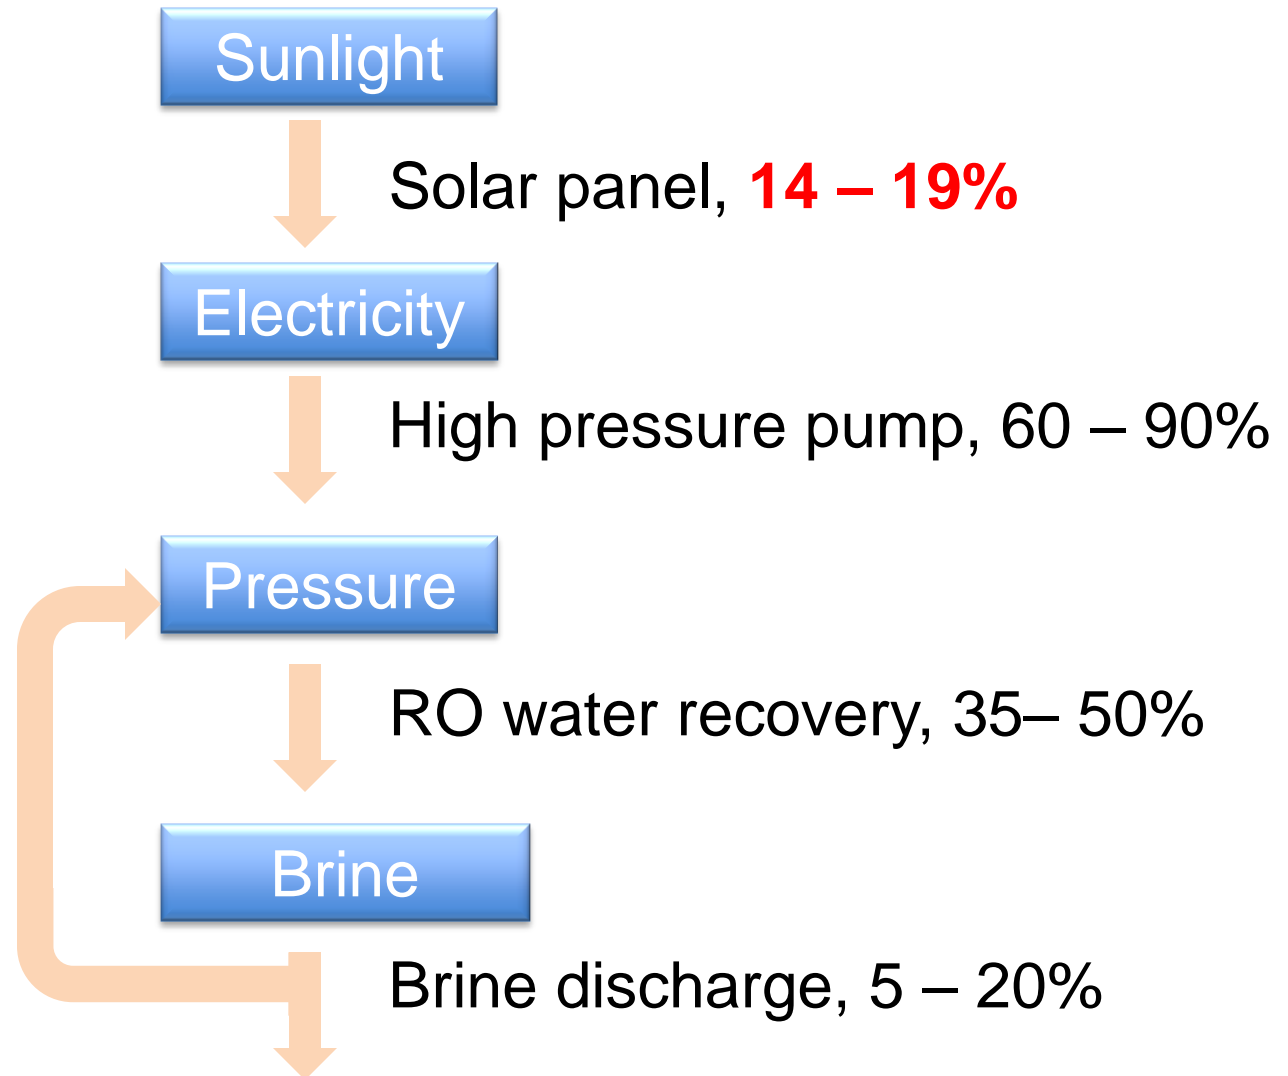 Sunlight
Solar panel, 14 – 19%
Electricity
High pressure pump, 60 – 90%
Pressure
RO water recovery, 35– 50%
Brine
Brine discharge, 5 – 20%